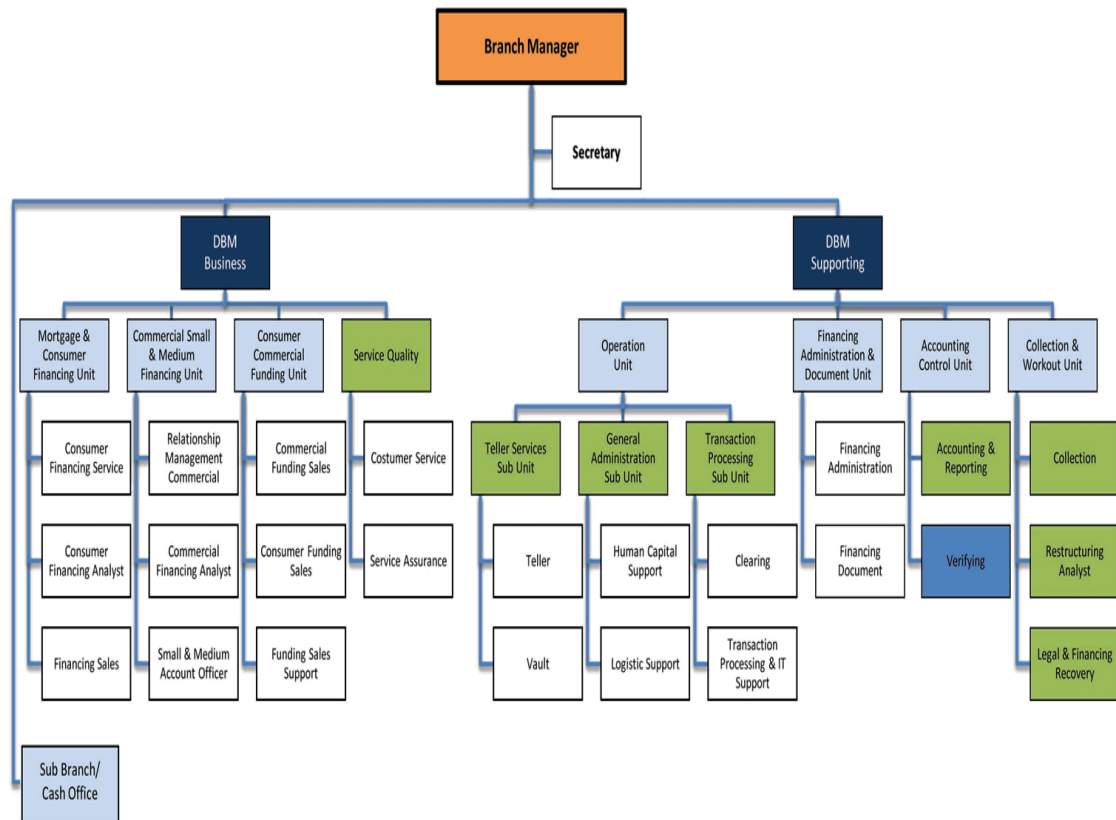 Branch Manager
Secretary
DBM
Business
DBM
Supporting
Mortgage &
Consumer
Financing Unit
Commercial Small
& Medium
Financing Unit
Consumer
Commercial
Funding Unit
Service Quality
Operation
Unit
Financing
Administration &
Document Unit
Accounting
Control Unit
Collection &
Workout Unit
Consumer
Financing Service
Relationship
Management
Commercial
Commercial
Funding Sales
Costumer Service
Teller Services
Sub Unit
General
Administration
Sub Unit
Transaction
Processing
Sub Unit
Financing
Administration
Accounting &
Reporting
Collection
Consumer
Financing Analyst
Commercial
Financing Analyst
Consumer Funding
Sales
Service Assurance
Teller
Human Capital
Support
Clearing
Financing
Document
Verifying
Restructuring
Analyst
Financing Sales
Small & Medium
Account Officer
Funding Sales
Support
Vault
Logistic Support
Transaction
Processing & IT
Support
Legal & Financing
Recovery
Sub Branch/
Cash Office